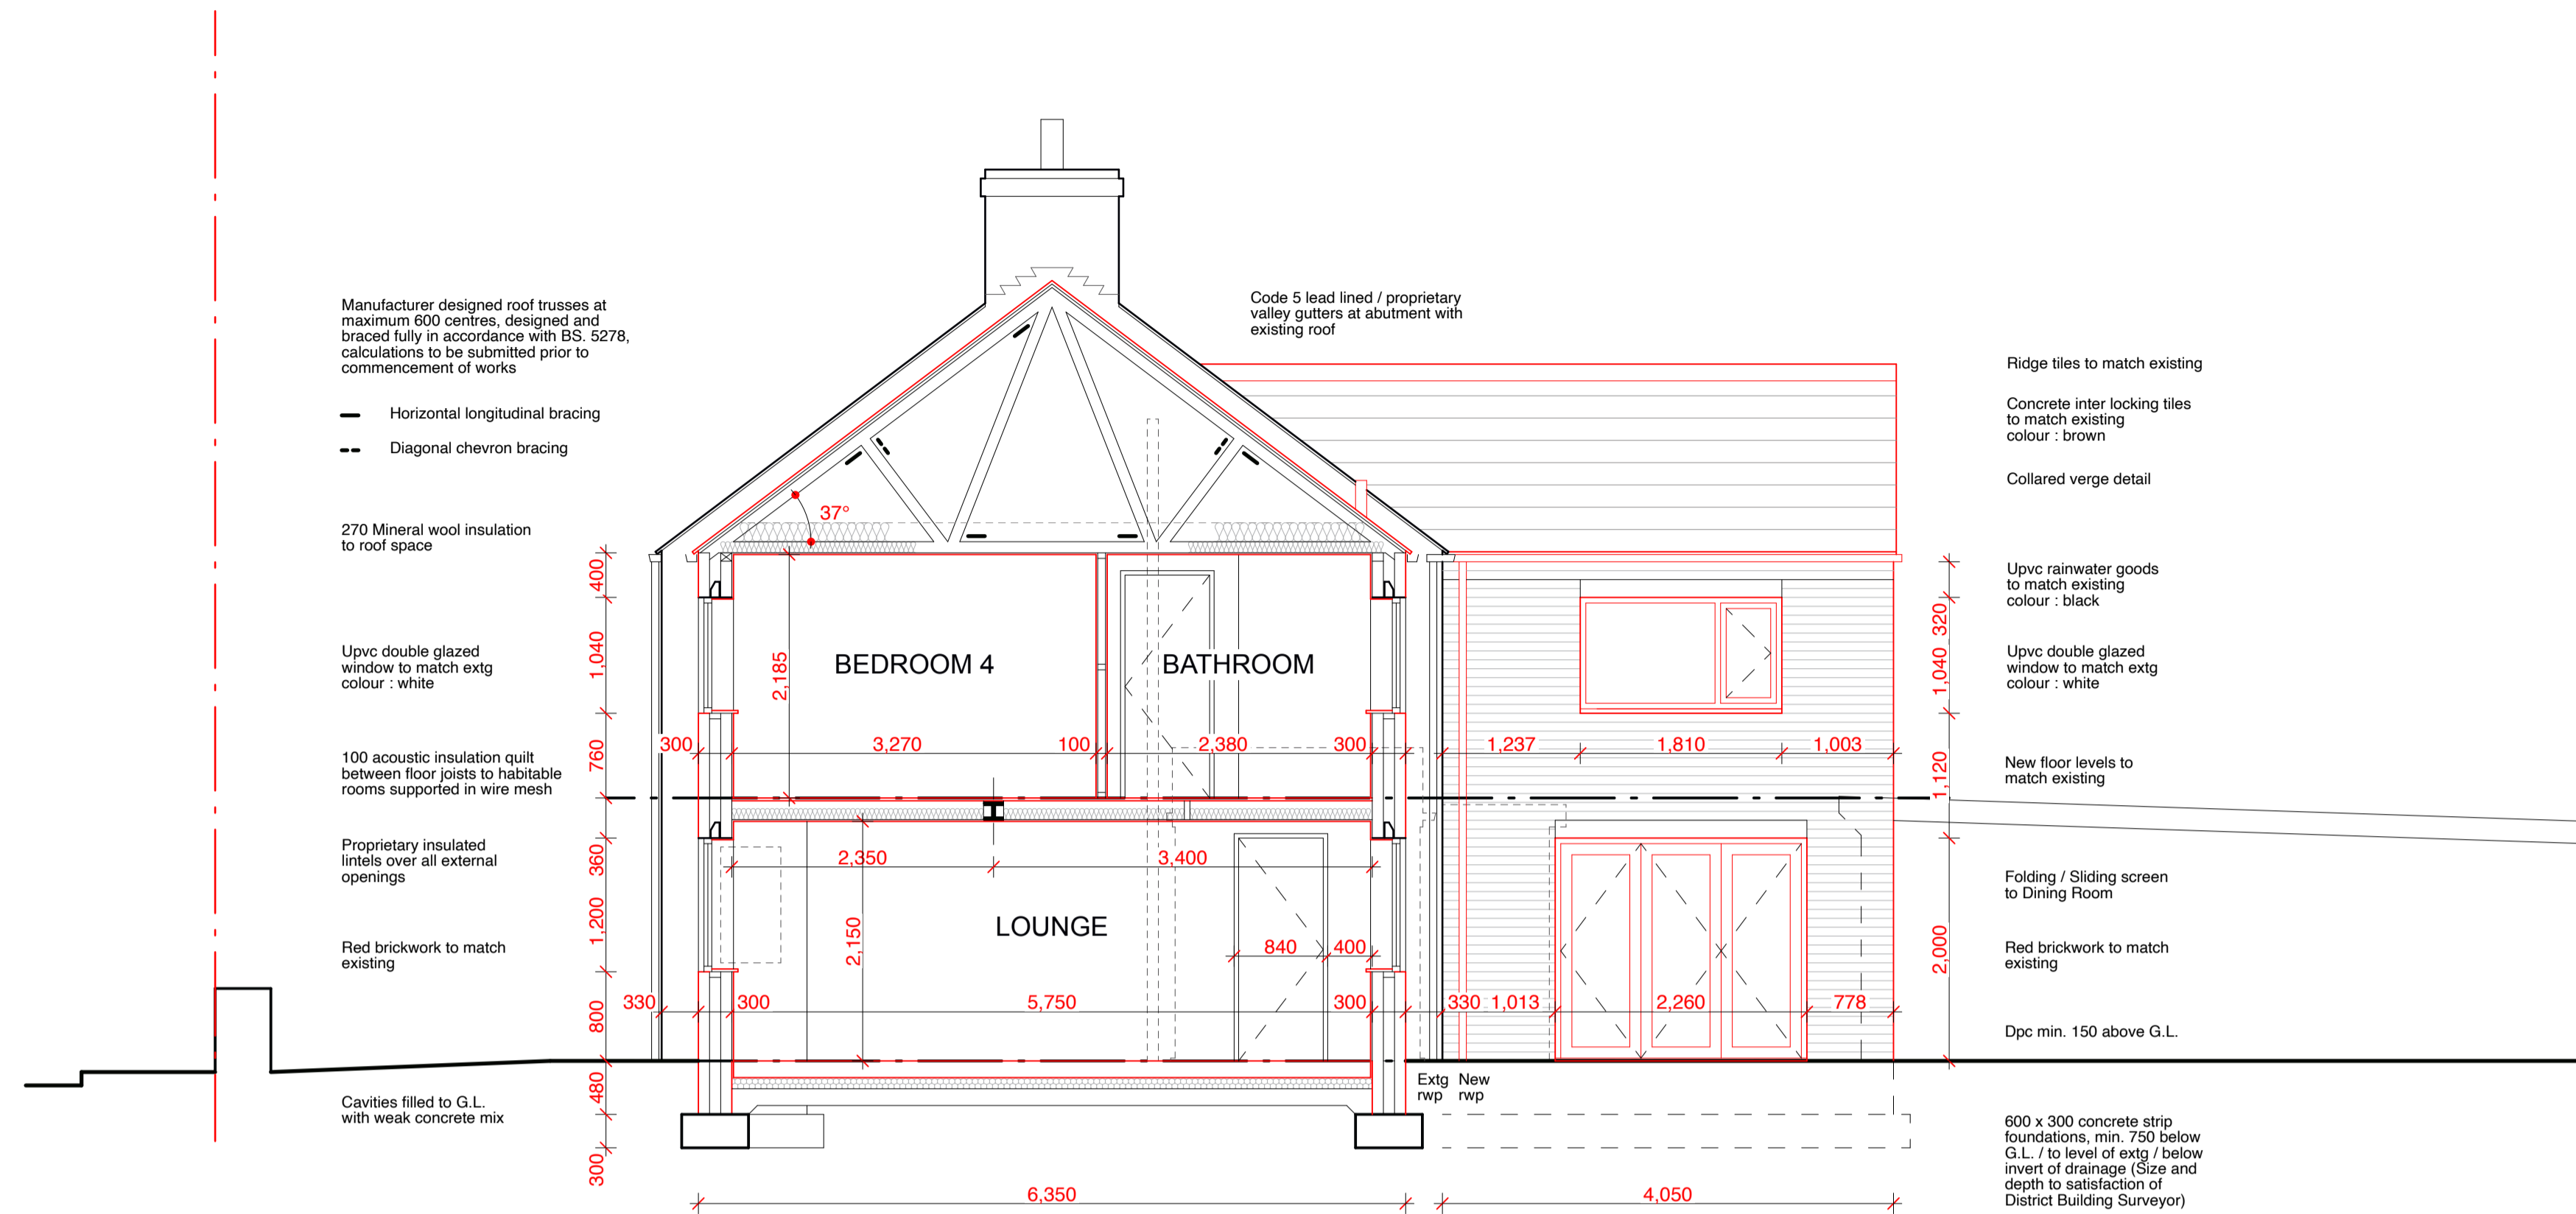 Manufacturer designed roof trusses at
maximum 600 centres, designed and
braced fully in accordance with BS. 5278,
calculations to be submitted prior to
commencement of works
Horizontal longitudinal bracing
Diagonal chevron bracing
270 Mineral wool insulation
to roof space
Upvc double glazed
window to match extg
colour : white
100 acoustic insulation quilt
between floor joists to habitable
rooms supported in wire mesh
Proprietary insulated
lintels over all external
openings
Red brickwork to match
existing
Cavities filled to G.L.
with weak concrete mix
400
1,040
760
360
1,200
800
480
300
Code 5 lead lined / proprietary
valley gutters at abutment with
existing roof
37°
2,185
BEDROOM 4
BATHROOM
300
3,270
100
2,380
300
1,237
1,810
1,003
2,350
3,400
2,150
LOUNGE
840
400
330
300
5,750
300
330
1,013
2,260
778
Extg
rwp
New
rwp
6,350
4,050
320
1,040
1,120
2,000
Ridge tiles to match existing
Concrete inter locking tiles
to match existing
colour : brown
Collared verge detail
Upvc rainwater goods
to match existing
colour : black
Upvc double glazed
window to match extg
colour : white
New floor levels to
match existing
Folding / Sliding screen
to Dining Room
Red brickwork to match
existing
Dpc min. 150 above G.L.
600 x 300 concrete strip
foundations, min. 750 below
G.L. / to level of extg / below
invert of drainage (Size and
depth to satisfaction of
District Building Surveyor)